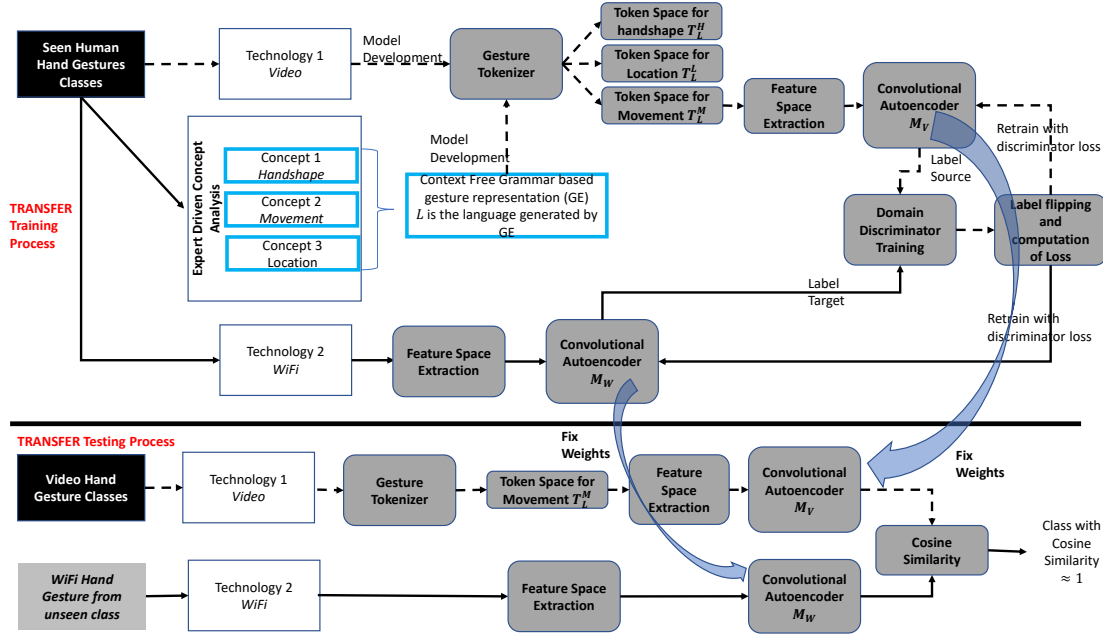 Seen Human
Hand Gestures
Classes
Technology 1
Video
Model
Development
Gesture
Tokenizer
Token Space for
handshape T_L^H
Token Space for
Location T_L^L
Token Space for
Movement T_L^M
Feature
Space
Extraction
Convolutional
Autoencoder
M_V
Retrain with
discriminator loss
Label
Source
TRANSFER
Training
Process
Expert Driven Concept
Analysis
Concept 1
Handshape
Concept 2
Movement
Concept 3
Location
Model
Development
Context Free Grammar based
gesture representation (GE)
L is the language generated by
GE
Domain
Discriminator
Training
Label flipping
and
computation
of Loss
Label
Target
Retrain with
discriminator loss
Technology 2
WiFi
Feature Space
Extraction
Convolutional
Autoencoder
M_W
TRANSFER Testing Process
Fix
Weights
Fix
Weights
Video Hand
Gesture Classes
Technology 1
Video
Gesture
Tokenizer
Token Space for
Movement T_L^M
Feature
Space
Extraction
Convolutional
Autoencoder
M_V
Cosine
Similarity
Class with
Cosine
Similarity
≈ 1
WiFi Hand
Gesture from
unseen class
Technology 2
WiFi
Feature Space
Extraction
Convolutional
Autoencoder
M_W